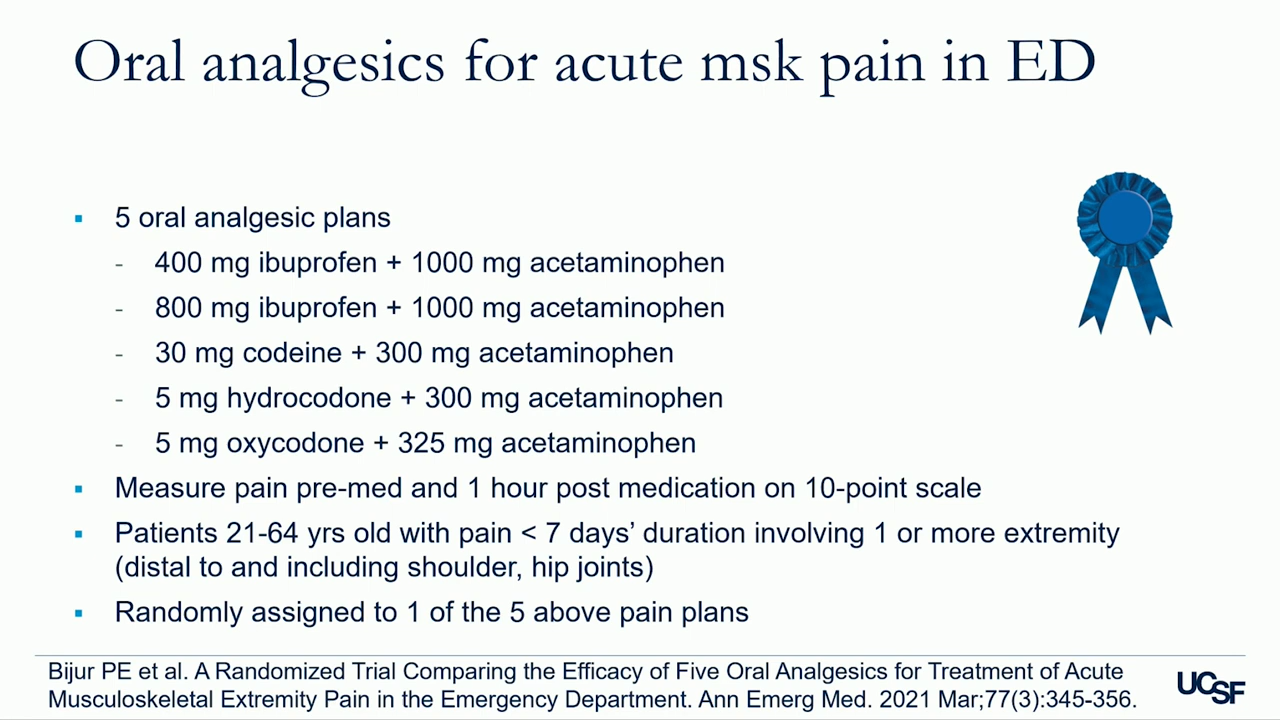 Oral analgesics for acute msk pain in ED
▪ 5 oral analgesic plans
- 400 mg ibuprofen + 1000 mg acetaminophen
- 800 mg ibuprofen + 1000 mg acetaminophen
- 30 mg codeine + 300 mg acetaminophen
- 5 mg hydrocodone + 300 mg acetaminophen
- 5 mg oxycodone + 325 mg acetaminophen
▪ Measure pain pre-med and 1 hour post medication on 10-point scale
▪ Patients 21-64 yrs old with pain < 7 days’ duration involving 1 or more extremity
(distal to and including shoulder, hip joints)
▪ Randomly assigned to 1 of the 5 above pain plans
Bijur PE et al. A Randomized Trial Comparing the Efficacy of Five Oral Analgesics for Treatment of Acute
Musculoskeletal Extremity Pain in the Emergency Department. Ann Emerg Med. 2021 Mar;77(3):345-356.
UCSF